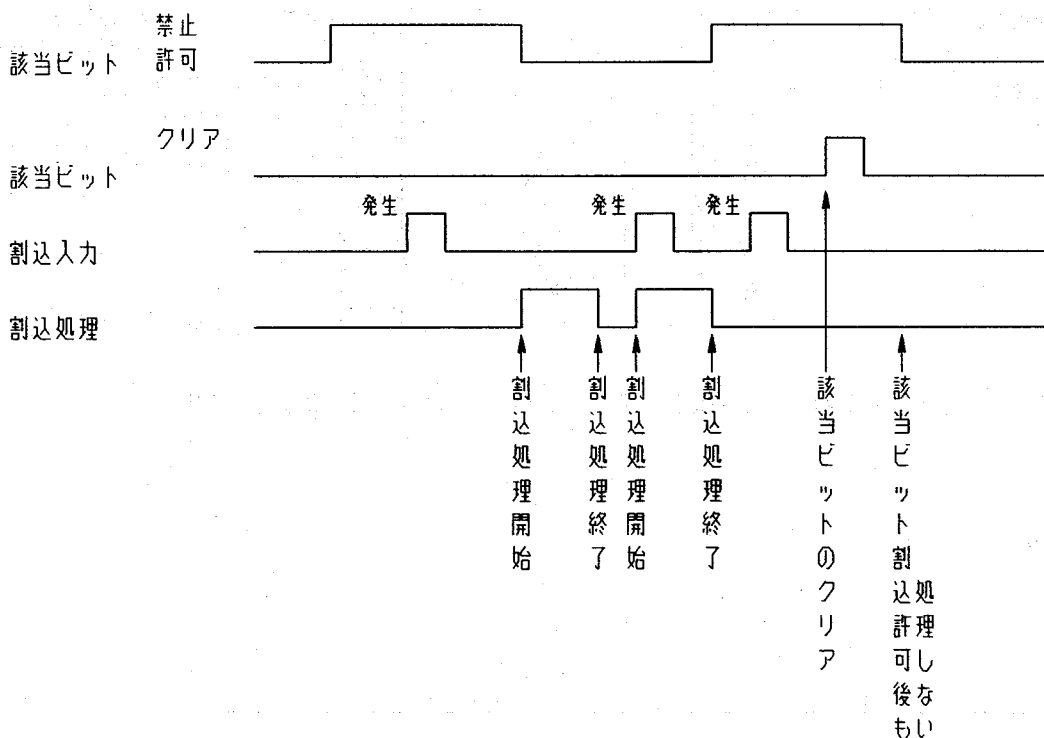 禁止
許可
該当ビット
クリア
該当ビット
発生
発生
発生
割込入力
割込処理
割込処理開始
割込処理終了
割込処理開始
割込処理終了
該当ビットのクリア
該当ビット割込許可後も
処理しない